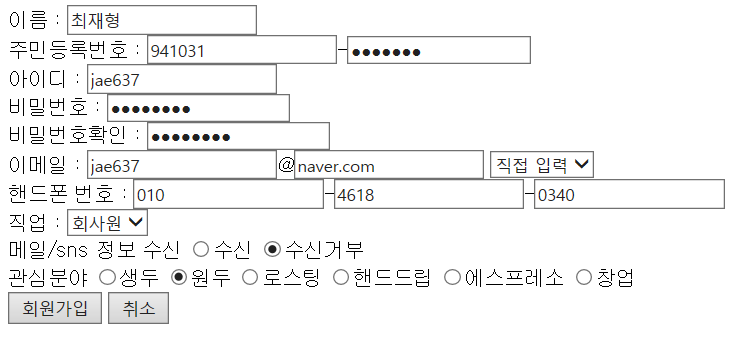 이름 : 최재형
주민등록번호 : 941031-●●●●●●●
아이디 : jae637
비밀번호 : ●●●●●●●●
비밀번호확인 : ●●●●●●●●
이메일 : jae637@naver.com 직접 입력
핸드폰 번호 : 010-4618-0340
직업 : 회사원
메일/sns 정보 수신 수신 수신거부
관심분야 생두 원두 로스팅 핸드드립 에스프레소 창업
회원가입 취소